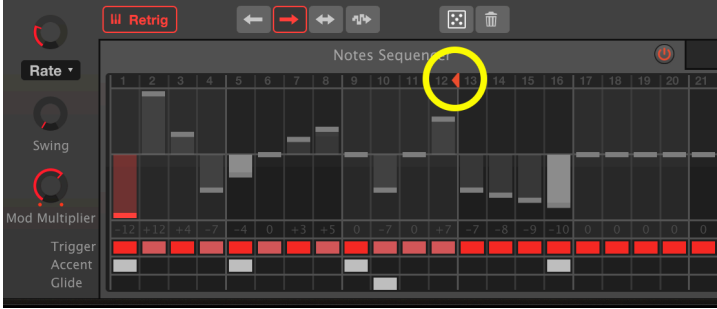 Retrig
Notes Sequencer
Rate
1 2 3 4 5 6 7 8 9 10 11 12 13 14 15 16 17 18 19 20 21
Swing
Mod Multiplier
-12 +12 +4 -7 -4 0 +3 +5 0 -7 0 +7 -7 -8 -9 -10 0 0 0 0 0
Trigger
Accent
Glide